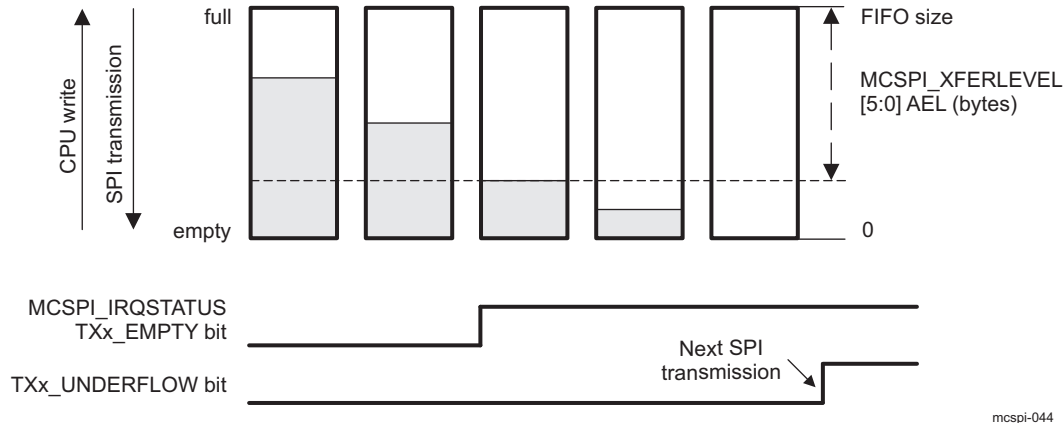 full
FIFO size
CPU write
SPI transmission
MCSPI_XFERLEVEL
[5:0] AEL (bytes)
empty
0
MCSPI_IRQSTATUS
TXx_EMPTY bit
Next SPI
transmission
TXx_UNDERFLOW bit
mcspi-044